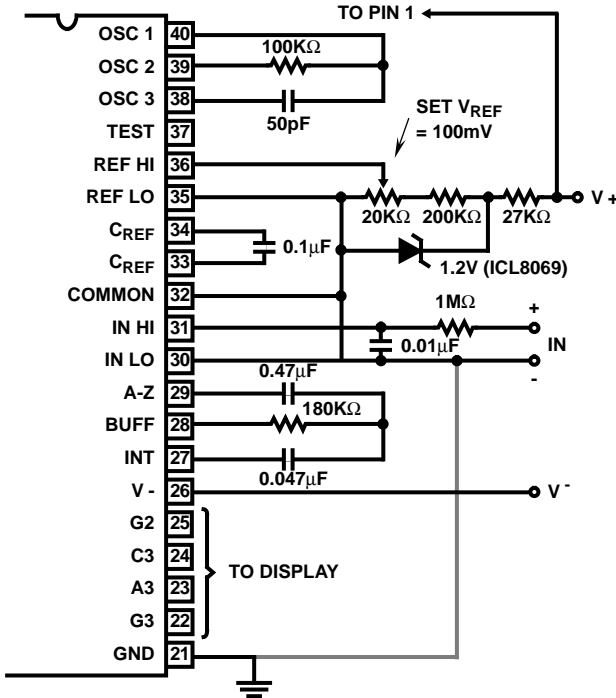 TO PIN 1
OSC 1 40
100KΩ
OSC 2 39
OSC 3 38
50pF
SET VREF
= 100mV
TEST 37
REF HI 36
REF LO 35
V +
20KΩ 200KΩ 27KΩ
CREF 34
0.1µF
CREF 33
1.2V (ICL8069)
COMMON 32
1MΩ
+
IN HI 31
0.01µF
IN
IN LO 30
-
0.47µF
A-Z 29
180KΩ
BUFF 28
INT 27
0.047µF
V - 26
V -
G2 25
C3 24
TO DISPLAY
A3 23
G3 22
GND 21